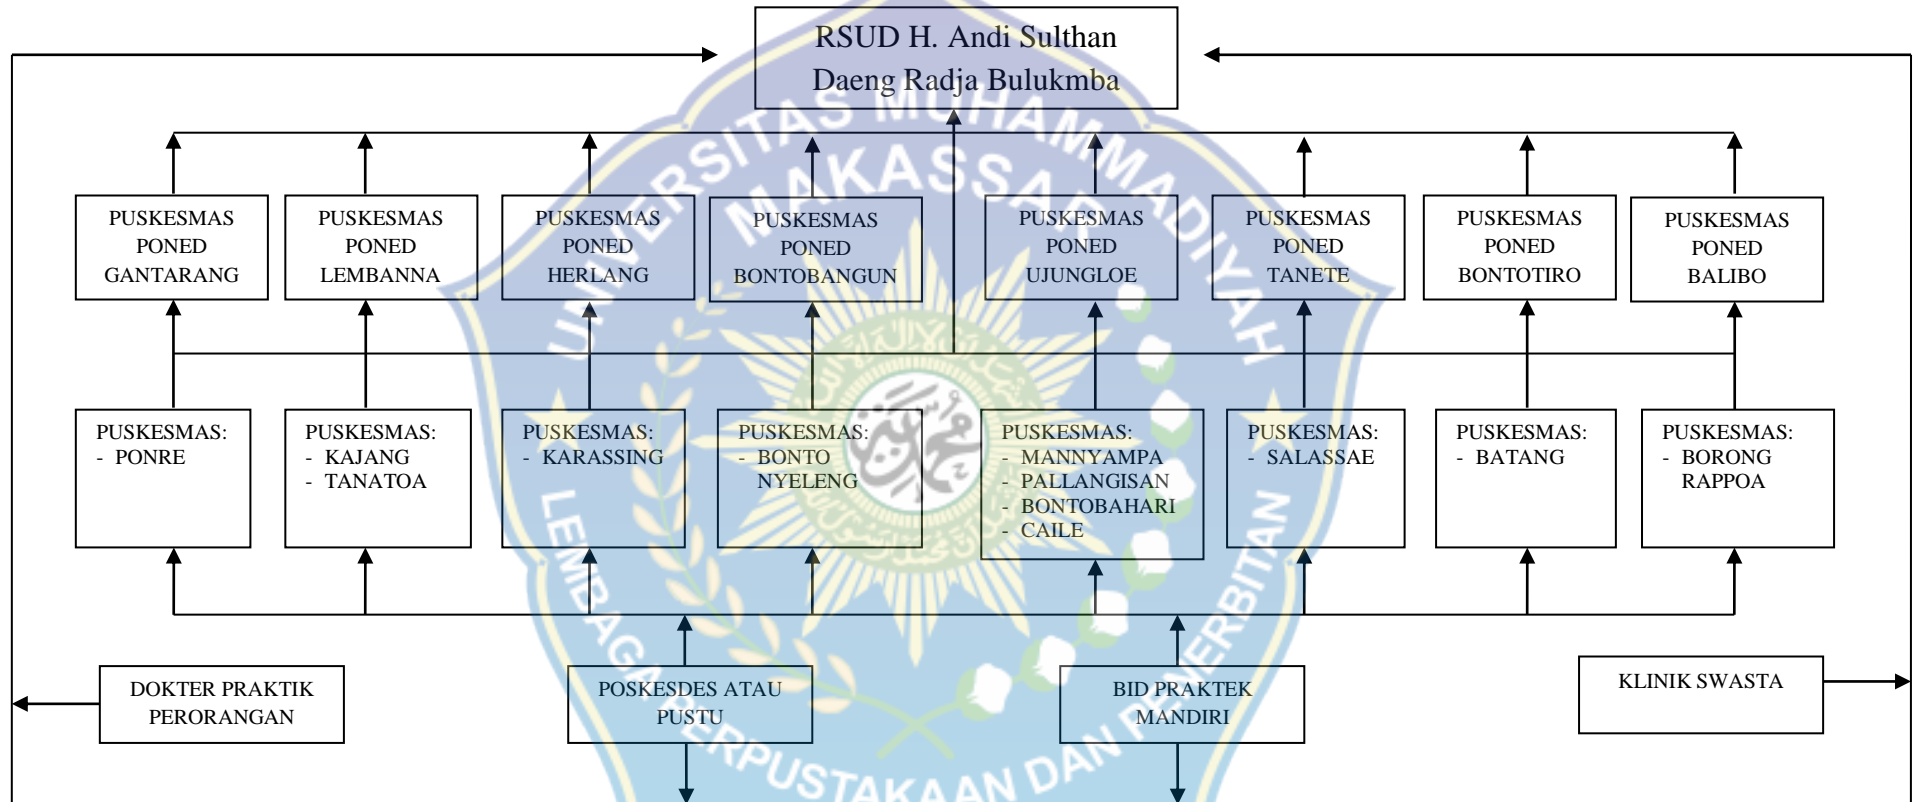 RSUD H. Andi Sulthan
Daeng Radja Bulukmba
UNIVERSITAS MUHAMMADIYAH
MAKASSAR
PUSKESMAS
PONED
GANTARANG
PUSKESMAS
PONED
LEMBANNA
PUSKESMAS
PONED
HERLANG
PUSKESMAS
PONED
BONTOBANGUN
PUSKESMAS
PONED
UJUNGLOE
PUSKESMAS
PONED
TANETE
PUSKESMAS
PONED
BONTOTIRO
PUSKESMAS
PONED
BALIBO
PUSKESMAS:
- PONRE
PUSKESMAS:
- KAJANG
- TANATOA
PUSKESMAS:
- KARASSING
PUSKESMAS:
- BONTO
NYELENG
PUSKESMAS:
- MANNYAMPA
- PALLANGISAN
- BONTOBAHARI
- CAILE
PUSKESMAS:
- SALASSAE
PUSKESMAS:
- BATANG
PUSKESMAS:
- BORONG
RAPPOA
DOKTER PRAKTIK
PERORANGAN
POSKESDES ATAU
PUSTU
BID PRAKTEK
MANDIRI
KLINIK SWASTA
LEMBAGA PERPUSTAKAAN DAN PENERBITAN